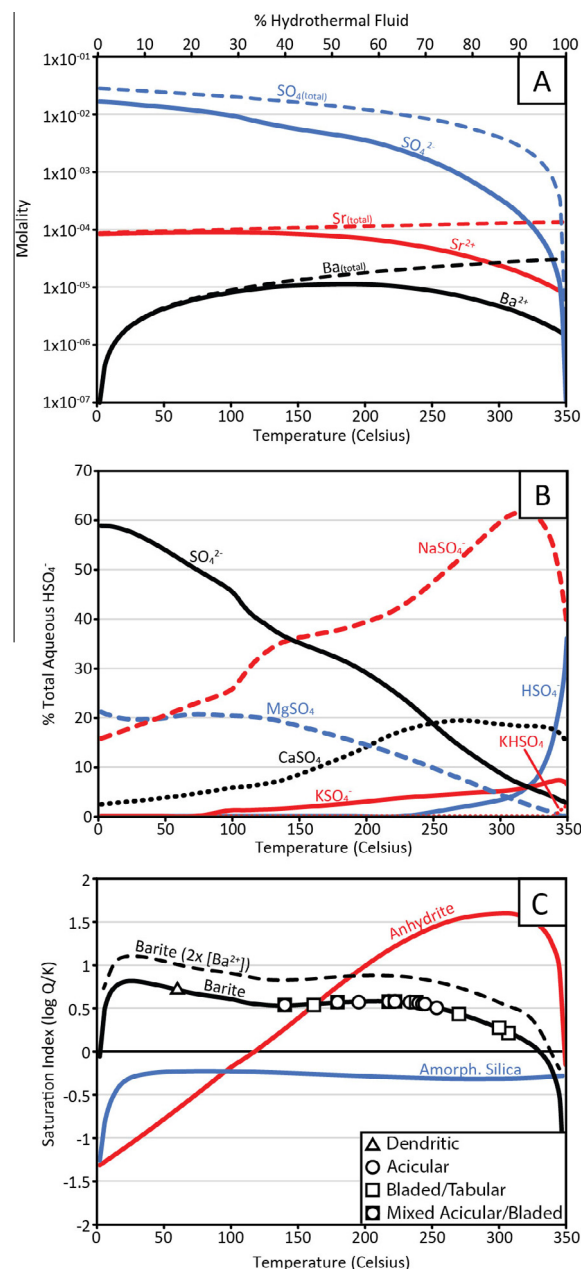 % Hydrothermal Fluid
0 10 20 30 40 50 60 70 80 90 100
A
1x10⁻⁰¹
1x10⁻⁰²
1x10⁻⁰³
1x10⁻⁰⁴
1x10⁻⁰⁵
1x10⁻⁰⁶
1x10⁻⁰⁷
Molality
SO₄(total)
SO₄²⁻
Sr(total)
Sr²⁺
Ba(total)
Ba²⁺
0 50 100 150 200 250 300 350
Temperature (Celsius)
B
70
60
50
40
30
20
10
0
% Total Aqueous HSO₄⁻
SO₄²⁻
NaSO₄⁻
MgSO₄
HSO₄⁻
CaSO₄
KHSO₄
KSO₄⁻
0 50 100 150 200 250 300 350
Temperature (Celsius)
C
2
1.5
1
0.5
0
-0.5
-1
-1.5
-2
Saturation Index (log Q/K)
Anhydrite
Barite (2x [Ba²⁺])
Barite
Amorph. Silica
Dendritic
Acicular
Bladed/Tabular
Mixed Acicular/Bladed
0 50 100 150 200 250 300 350
Temperature (Celsius)